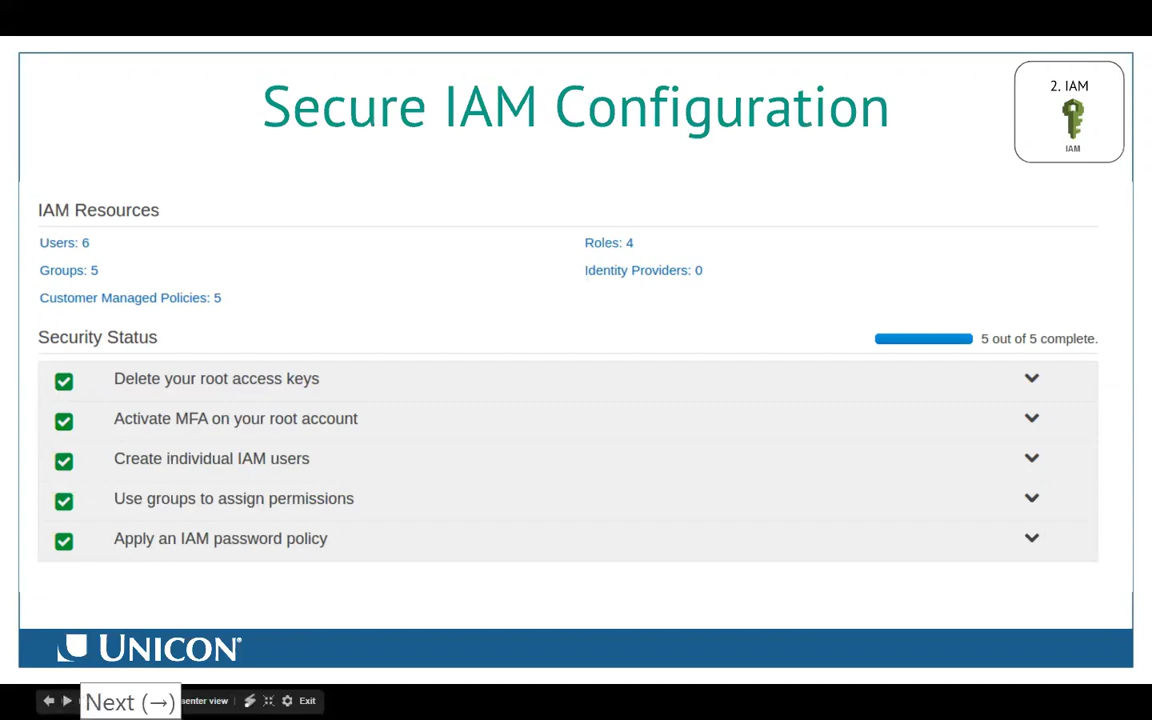 Secure IAM Configuration
2. IAM
IAM
IAM Resources
Users: 6
Roles: 4
Groups: 5
Identity Providers: 0
Customer Managed Policies: 5
Security Status
5 out of 5 complete.
Delete your root access keys
Activate MFA on your root account
Create individual IAM users
Use groups to assign permissions
Apply an IAM password policy
UNICON®
Next (→)
senter view
Exit